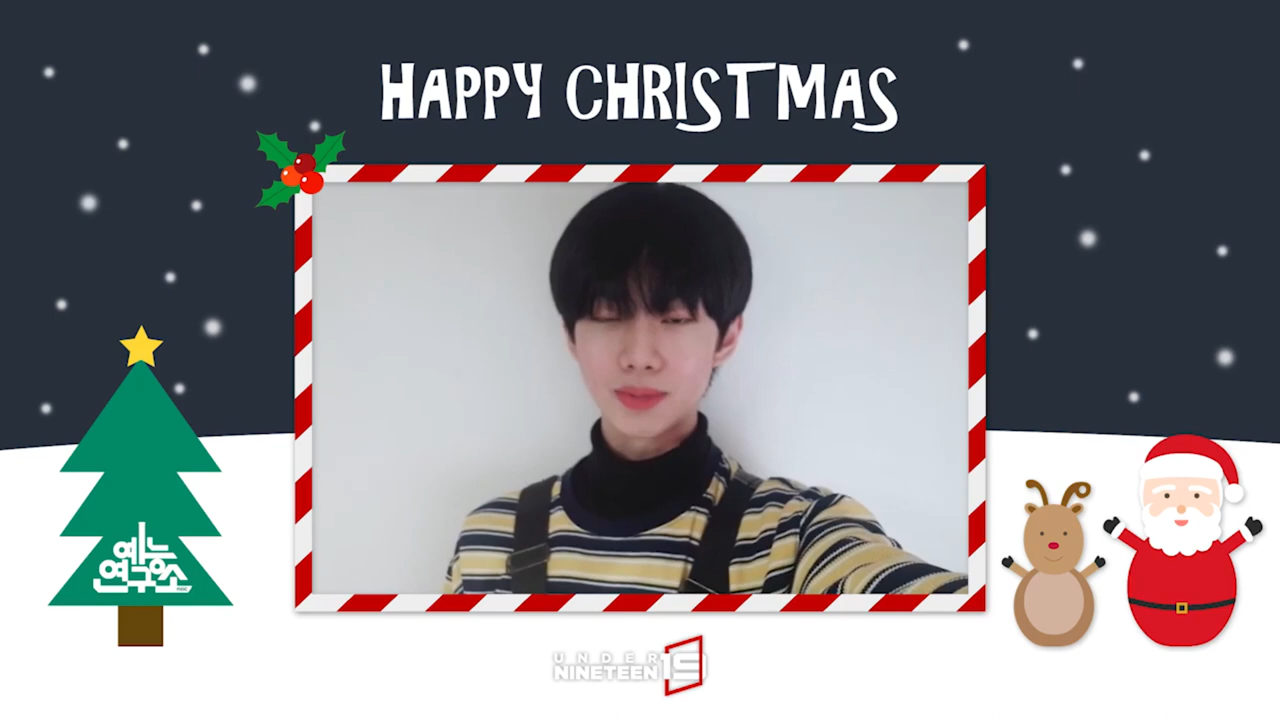 HAPPY CHRISTMAS
예능
연구소
UNDER
NINETEEN 19